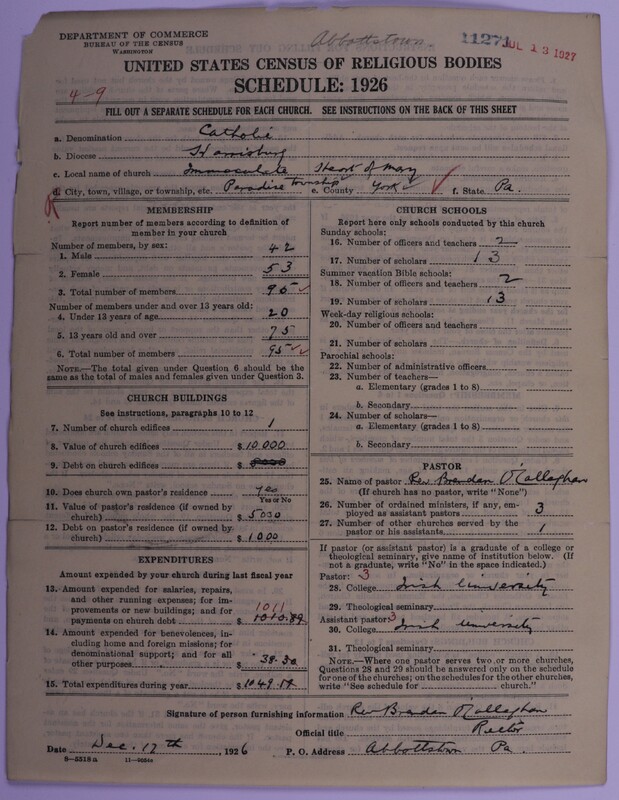 DEPARTMENT OF COMMERCE
BUREAU OF THE CENSUS
WASHINGTON
Abbottstown.
11271
JUL 13 1927
UNITED STATES CENSUS OF RELIGIOUS BODIES
SCHEDULE: 1926
4-9
FILL OUT A SEPARATE SCHEDULE FOR EACH CHURCH. SEE INSTRUCTIONS ON THE BACK OF THIS SHEET
a. Denomination Catholic
b. Diocese Harrisburg
c. Local name of church Immaculate Heart of Mary
d. City, town, village, or township, etc. Paradise township e. County York f. State Pa.
MEMBERSHIP
Report number of members according to definition of member in your church
Number of members, by sex:
1. Male 42
2. Female 53
3. Total number of members 95
Number of members under and over 13 years old:
4. Under 13 years of age 20
5. 13 years old and over 75
6. Total number of members 95
NOTE.—The total given under Question 6 should be the same as the total of males and females given under Question 3.
CHURCH BUILDINGS
See instructions, paragraphs 10 to 12
7. Number of church edifices 1
8. Value of church edifices $ 10.000
9. Debt on church edifices $
10. Does church own pastor's residence yes
Yes or No
11. Value of pastor's residence (if owned by church) $ 5000
12. Debt on pastor's residence (if owned by church) $ 1000
EXPENDITURES
Amount expended by your church during last fiscal year
13. Amount expended for salaries, repairs, and other running expenses; for improvements or new buildings; and for payments on church debt $ 1011
14. Amount expended for benevolences, including home and foreign missions; for denominational support; and for all other purposes $ 38.30
15. Total expenditures during year $ 1049.
CHURCH SCHOOLS
Report here only schools conducted by this church
Sunday schools:
16. Number of officers and teachers 2
17. Number of scholars 13
Summer vacation Bible schools:
18. Number of officers and teachers 2
19. Number of scholars 13
Week-day religious schools:
20. Number of officers and teachers
21. Number of scholars
Parochial schools:
22. Number of administrative officers
23. Number of teachers—
a. Elementary (grades 1 to 8)
b. Secondary
24. Number of scholars—
a. Elementary (grades 1 to 8)
b. Secondary
PASTOR
25. Name of pastor Rev Brendan O'Callaghan
(If church has no pastor, write "None")
26. Number of ordained ministers, if any, employed as assistant pastors 3
27. Number of other churches served by the pastor or his assistants 1
If pastor (or assistant pastor) is a graduate of a college or theological seminary, give name of institution below. (If not a graduate, write "No" in the space indicated.)
Pastor: 3
28. College Irish University
29. Theological seminary
Assistant pastor: 3
30. College Irish University
31. Theological seminary
NOTE.—Where one pastor serves two or more churches, Questions 28 and 29 should be answered only on the schedule for one of the churches; on the schedules for the other churches, write "See schedule for church."
Signature of person furnishing information Rev Brendan O'Callaghan
Official title Rector
Date Dec. 17th, 1926 P. O. Address Abbottstown Pa.
8-5518 a 11-9554a